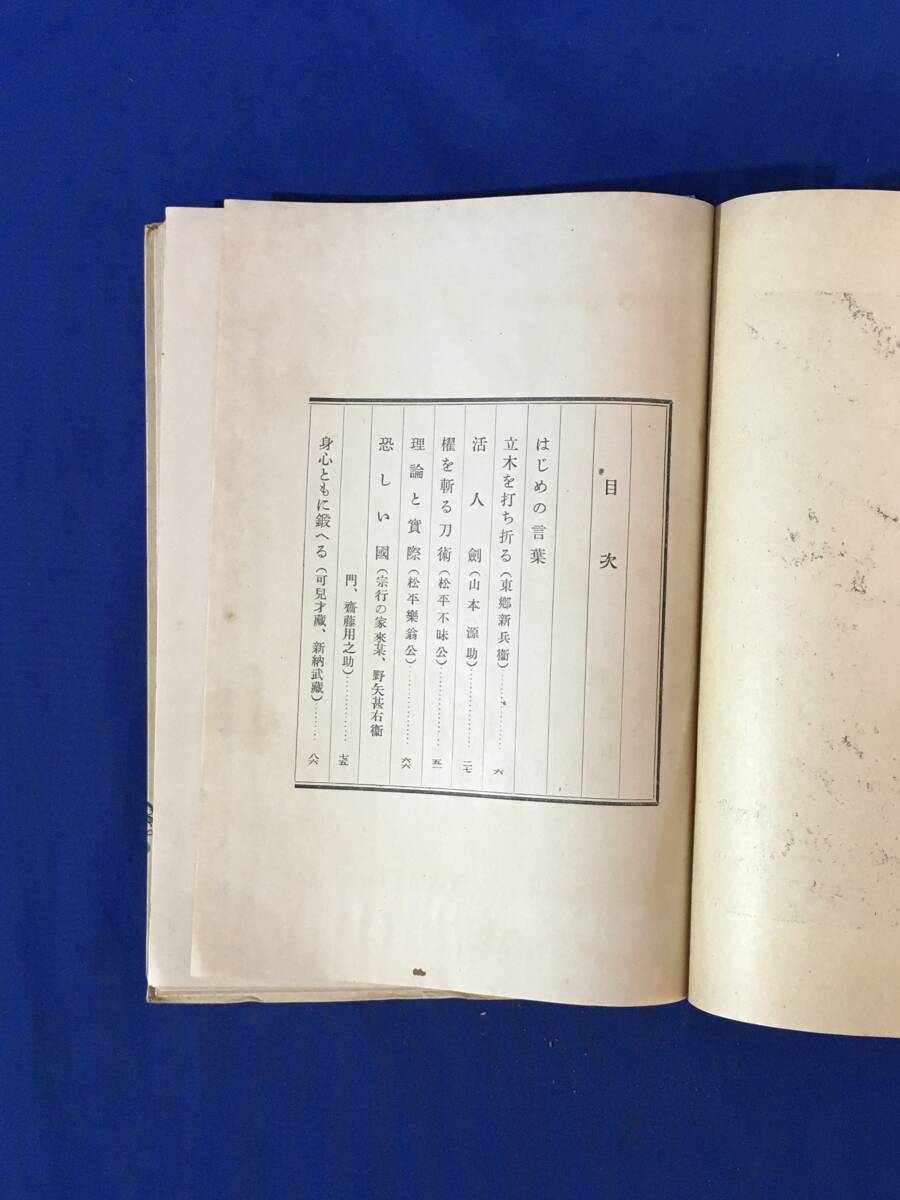 目次
はじめの言葉
立木を打ち折る(東鄕新兵衞)…………六
活人劍(山本源助)…………二七
櫂を斬る刀術(松平不昧公)…………五一
理論と實際(松平樂翁公)…………六六
恐しい國(宗行の家來某、野矢甚右衞
門、齋藤用之助)…………七五
身心ともに鍛へる(可兒才藏、新納武藏)………八六